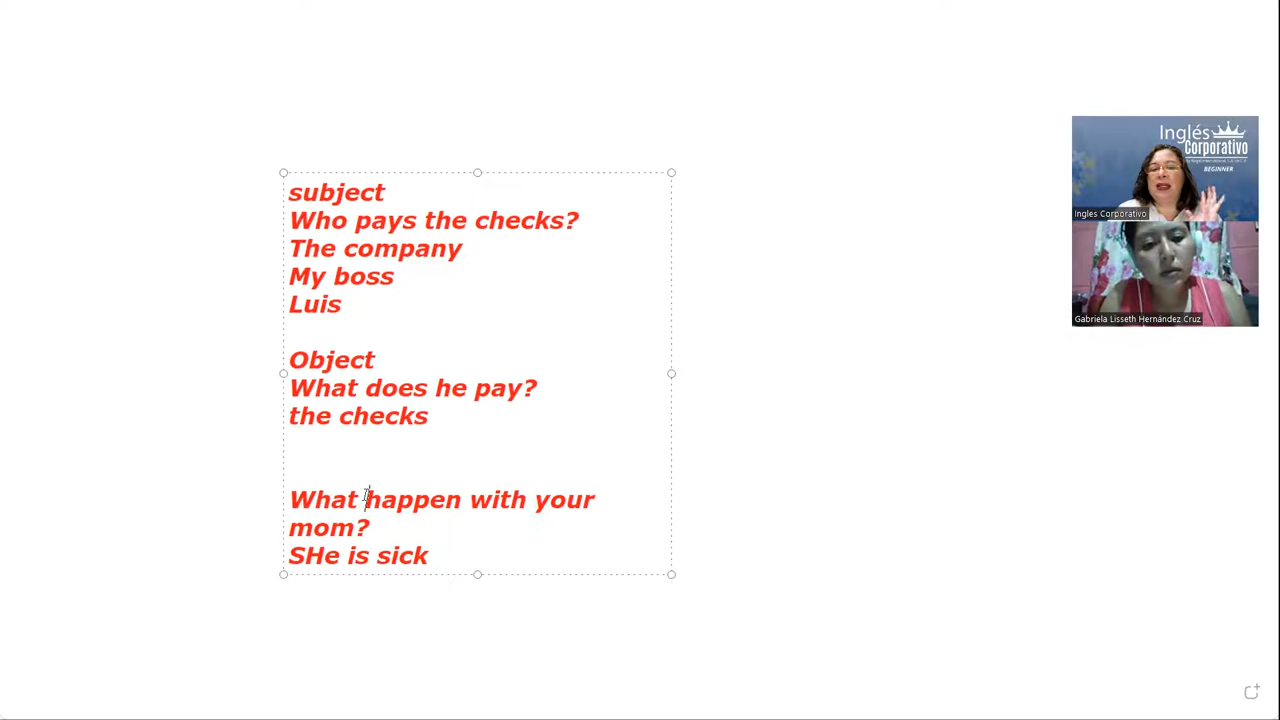 subject
Who pays the checks?
The company
My boss
Luis
Object
What does he pay?
the checks
What happen with your
mom?
SHe is sick
Inglés
Corporativo
BEGINNER
Ingles Corporativo
Gabriela Lisseth Hernández Cruz